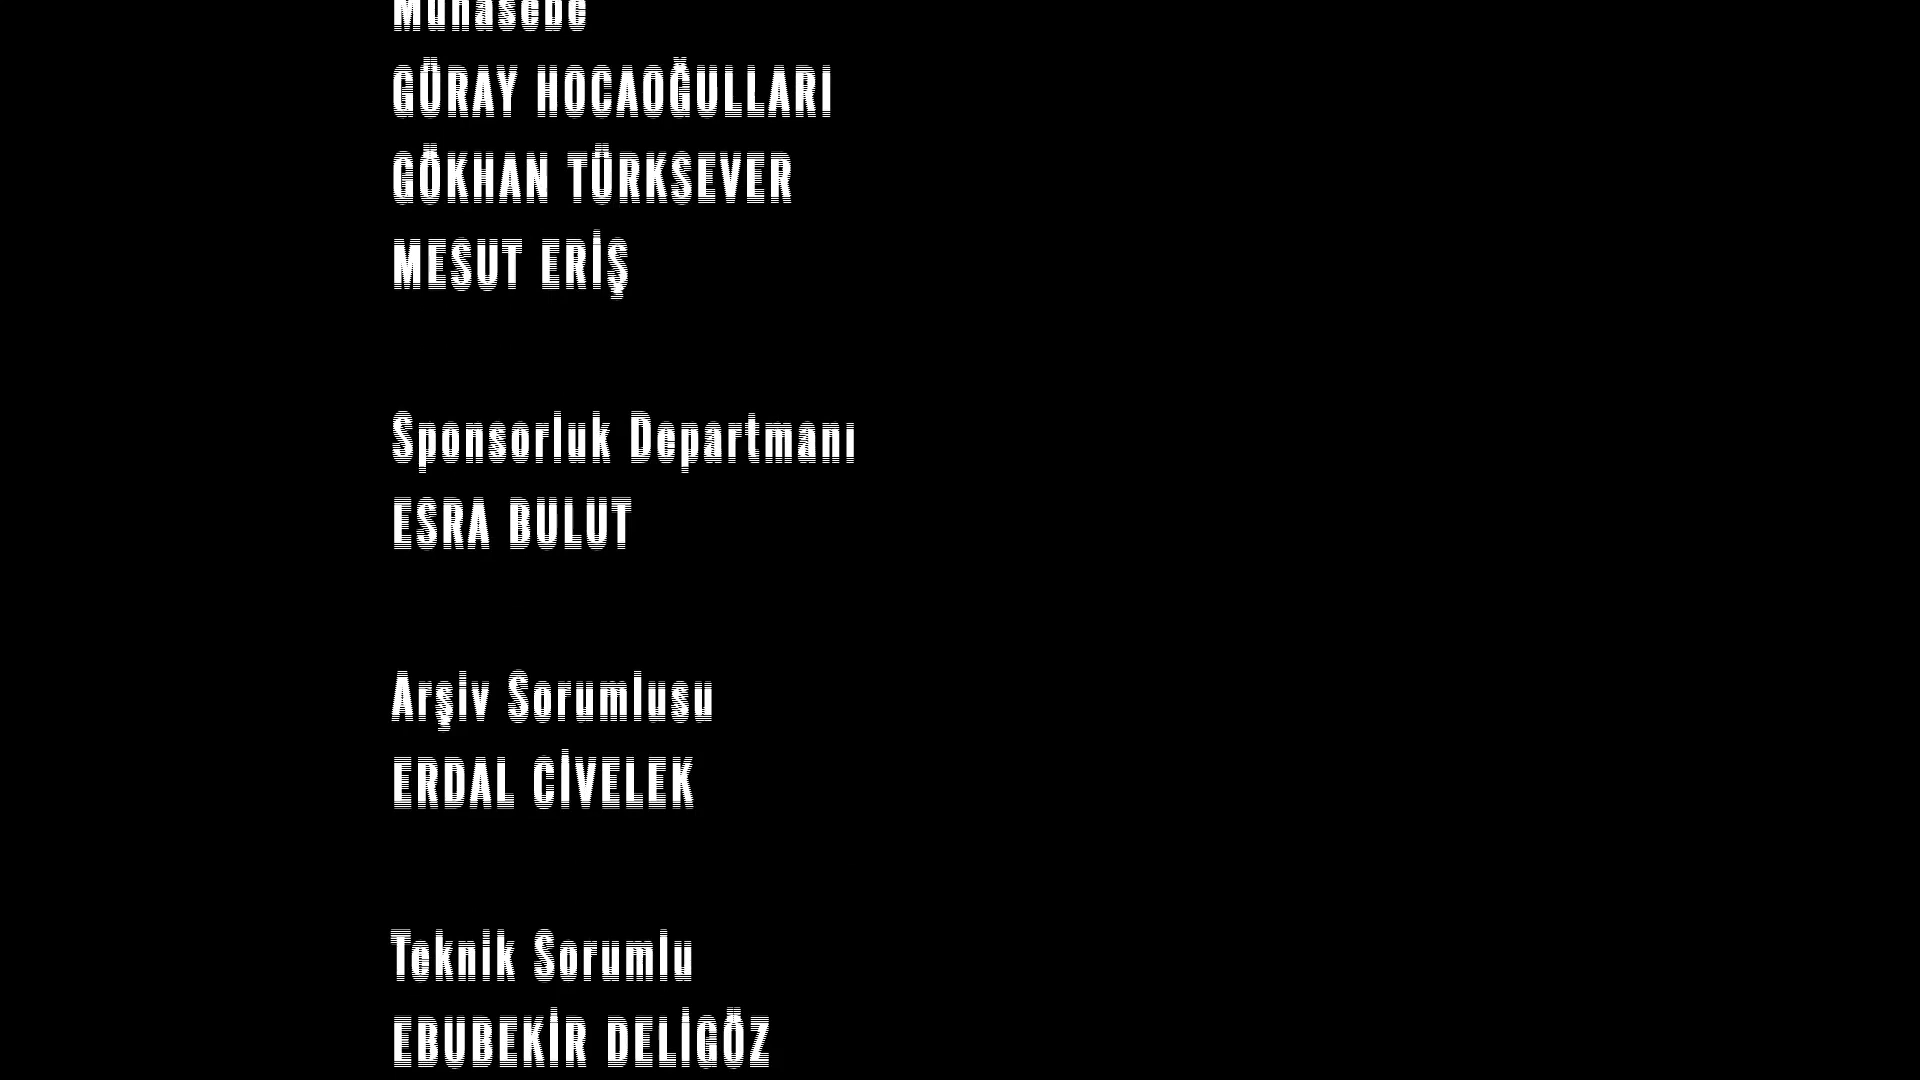 Muhasebe
GÜRAY HOCAOĞULLARI
GÖKHAN TÜRKSEVER
MESUT ERİŞ
Sponsorluk Departmanı
ESRA BULUT
Arşiv Sorumlusu
ERDAL CİVELEK
Teknik Sorumlu
EBUBEKİR DELİGÖZ